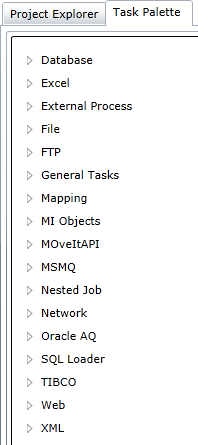 Project Explorer Task Palette
Database
Excel
External Process
File
FTP
General Tasks
Mapping
MI Objects
MOveItAPI
MSMQ
Nested Job
Network
Oracle AQ
SQL Loader
TIBCO
Web
XML